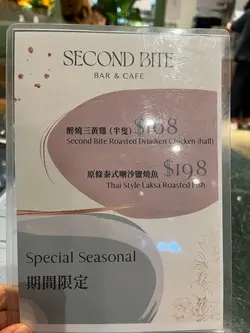 SECOND BITE
BAR & CAFE
醉燒三黃雞 (半隻) $168
Second Bite Roasted Drunken Chicken (half)
原條泰式喇沙鹽燒魚 $198
Thai Style Laksa Roasted Fish
Special Seasonal
期間限定